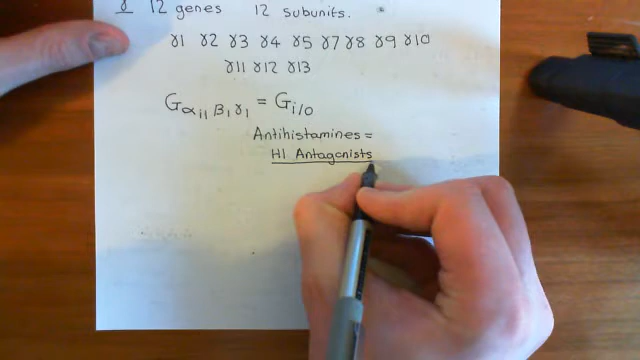 γ 12 genes 12 subunits.
γ1 γ2 γ3 γ4 γ5 γ7 γ8 γ9 γ10
γ11 γ12 γ13
Gαi1β1γ1 = Gi/o
Antihistamines =
H1 Antagonists